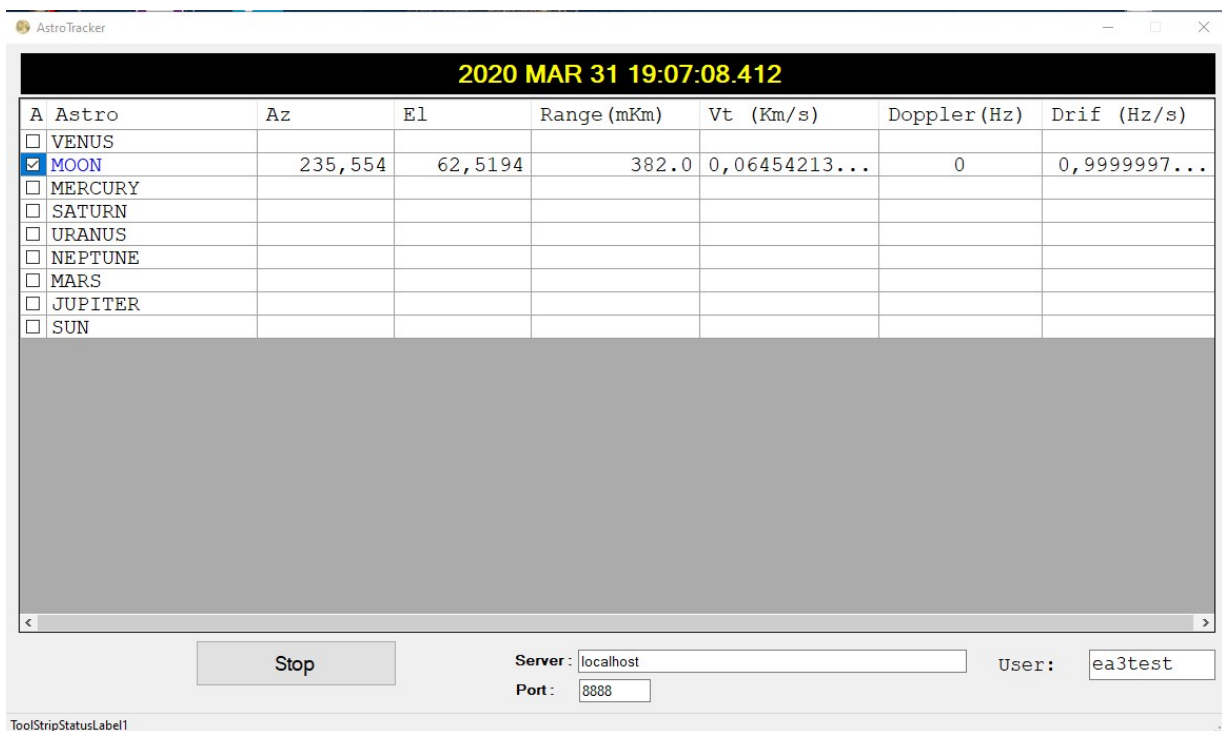 AstroTracker
2020 MAR 31 19:07:08.412
A Astro Az El Range(mKm) Vt (Km/s) Doppler(Hz) Drif (Hz/s)
VENUS
MOON 235,554 62,5194 382.0 0,06454213... 0 0,9999997...
MERCURY
SATURN
URANUS
NEPTUNE
MARS
JUPITER
SUN
Stop Server : localhost User: ea3test
Port : 8888
ToolStripStatusLabel1